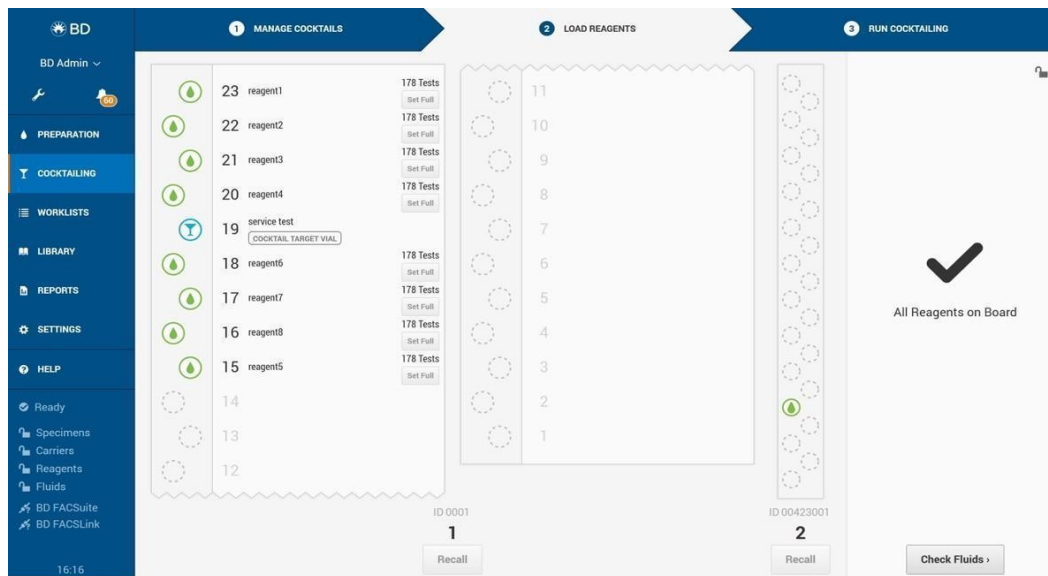 BD
BD Admin
60
PREPARATION
COCKTAILING
WORKLISTS
LIBRARY
REPORTS
SETTINGS
HELP
Ready
Specimens
Carriers
Reagents
Fluids
BD FACSuite
BD FACSLink
16:16
1 MANAGE COCKTAILS
2 LOAD REAGENTS
3 RUN COCKTAILING
23 reagent1 178 Tests
Set Full
22 reagent2 178 Tests
Set Full
21 reagent3 178 Tests
Set Full
20 reagent4 178 Tests
Set Full
19 service test
COCKTAIL TARGET VIAL
18 reagent6 178 Tests
Set Full
17 reagent7 178 Tests
Set Full
16 reagent8 178 Tests
Set Full
15 reagent5 178 Tests
Set Full
14
13
12
11
10
9
8
7
6
5
4
3
2
1
ID 0001
1
Recall
ID 00423001
2
Recall
All Reagents on Board
Check Fluids ›